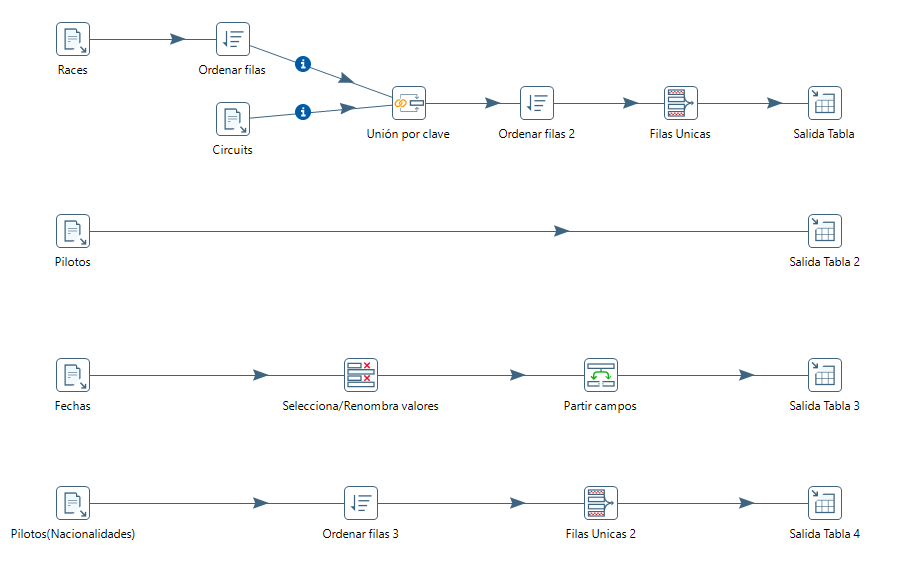 Races
Ordenar filas
Circuits
Unión por clave
Ordenar filas 2
Filas Unicas
Salida Tabla
Pilotos
Salida Tabla 2
Fechas
Selecciona/Renombra valores
Partir campos
Salida Tabla 3
Pilotos(Nacionalidades)
Ordenar filas 3
Filas Unicas 2
Salida Tabla 4